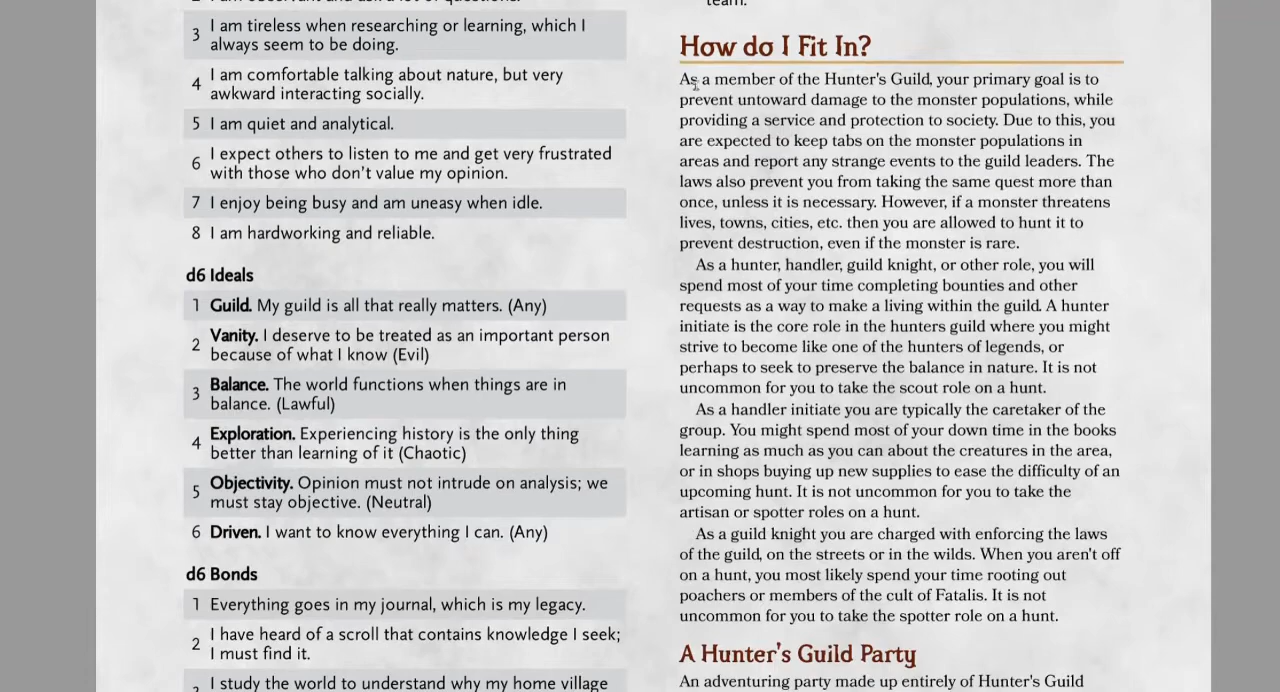 3 I am tireless when researching or learning, which I
always seem to be doing.
4 I am comfortable talking about nature, but very
awkward interacting socially.
5 I am quiet and analytical.
6 I expect others to listen to me and get very frustrated
with those who don't value my opinion.
7 I enjoy being busy and am uneasy when idle.
8 I am hardworking and reliable.
d6 Ideals
1 Guild. My guild is all that really matters. (Any)
2 Vanity. I deserve to be treated as an important person
because of what I know (Evil)
3 Balance. The world functions when things are in
balance. (Lawful)
4 Exploration. Experiencing history is the only thing
better than learning of it (Chaotic)
5 Objectivity. Opinion must not intrude on analysis; we
must stay objective. (Neutral)
6 Driven. I want to know everything I can. (Any)
d6 Bonds
1 Everything goes in my journal, which is my legacy.
2 I have heard of a scroll that contains knowledge I seek;
I must find it.
I study the world to understand why my home village
team.
How do I Fit In?
As a member of the Hunter's Guild, your primary goal is to
prevent untoward damage to the monster populations, while
providing a service and protection to society. Due to this, you
are expected to keep tabs on the monster populations in
areas and report any strange events to the guild leaders. The
laws also prevent you from taking the same quest more than
once, unless it is necessary. However, if a monster threatens
lives, towns, cities, etc. then you are allowed to hunt it to
prevent destruction, even if the monster is rare.
As a hunter, handler, guild knight, or other role, you will
spend most of your time completing bounties and other
requests as a way to make a living within the guild. A hunter
initiate is the core role in the hunters guild where you might
strive to become like one of the hunters of legends, or
perhaps to seek to preserve the balance in nature. It is not
uncommon for you to take the scout role on a hunt.
As a handler initiate you are typically the caretaker of the
group. You might spend most of your down time in the books
learning as much as you can about the creatures in the area,
or in shops buying up new supplies to ease the difficulty of an
upcoming hunt. It is not uncommon for you to take the
artisan or spotter roles on a hunt.
As a guild knight you are charged with enforcing the laws
of the guild, on the streets or in the wilds. When you aren't off
on a hunt, you most likely spend your time rooting out
poachers or members of the cult of Fatalis. It is not
uncommon for you to take the spotter role on a hunt.
A Hunter's Guild Party
An adventuring party made up entirely of Hunter's Guild